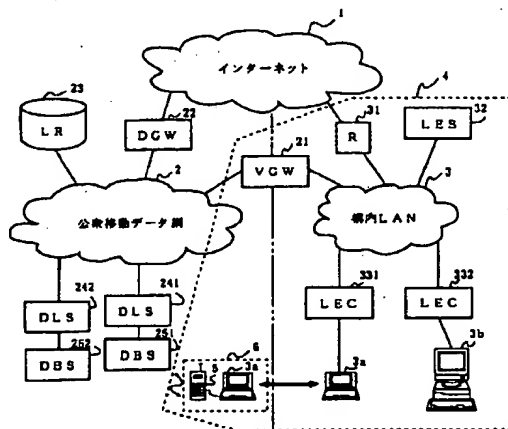 1
インターネット
4
23
LR
22
DGW
31
R
32
LES
21
VGW
2
公衆移動データ網
3
構内LAN
242
DLS
241
DLS
331
LEC
332
LEC
252
DBS
251
DBS
6
5
3a
3a
3b